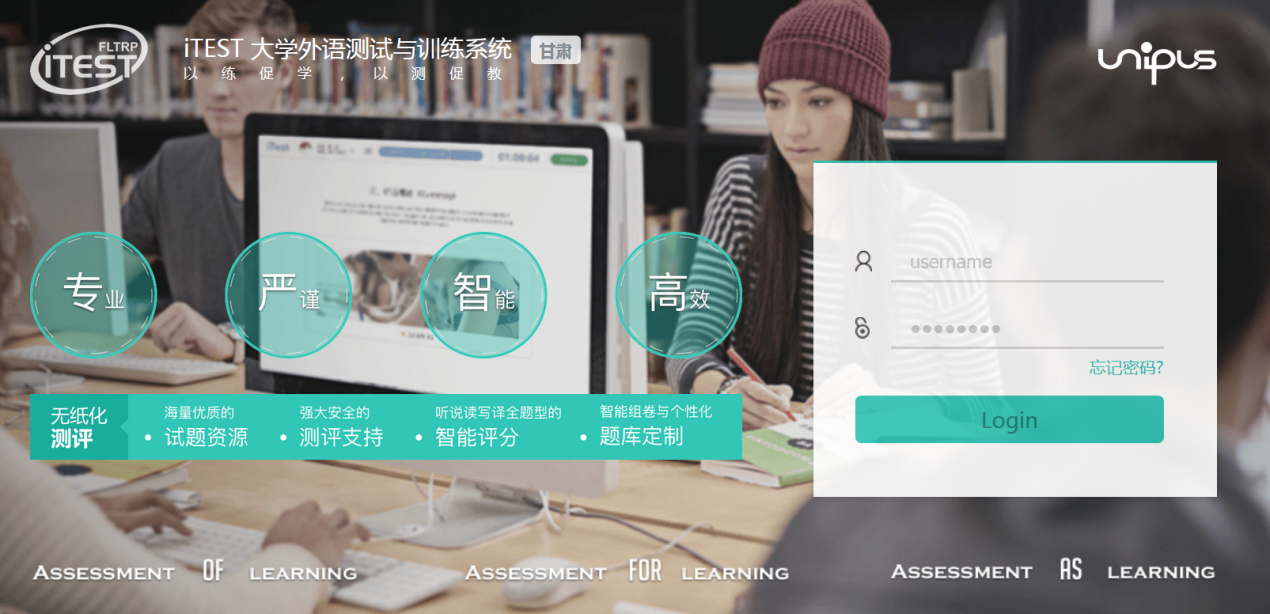 FLTRP
iTEST
iTEST 大学外语测试与训练系统 甘肃
以练促学,以测促教
unipus
iTest
01:08:04
专业
严谨
智能
高效
username
忘记密码?
Login
无纸化
测评
海量优质的
• 试题资源
强大安全的
• 测评支持
听说读写译全题型的
• 智能评分
智能组卷与个性化
• 题库定制
ASSESSMENT OF LEARNING
ASSESSMENT FOR LEARNING
ASSESSMENT AS LEARNING